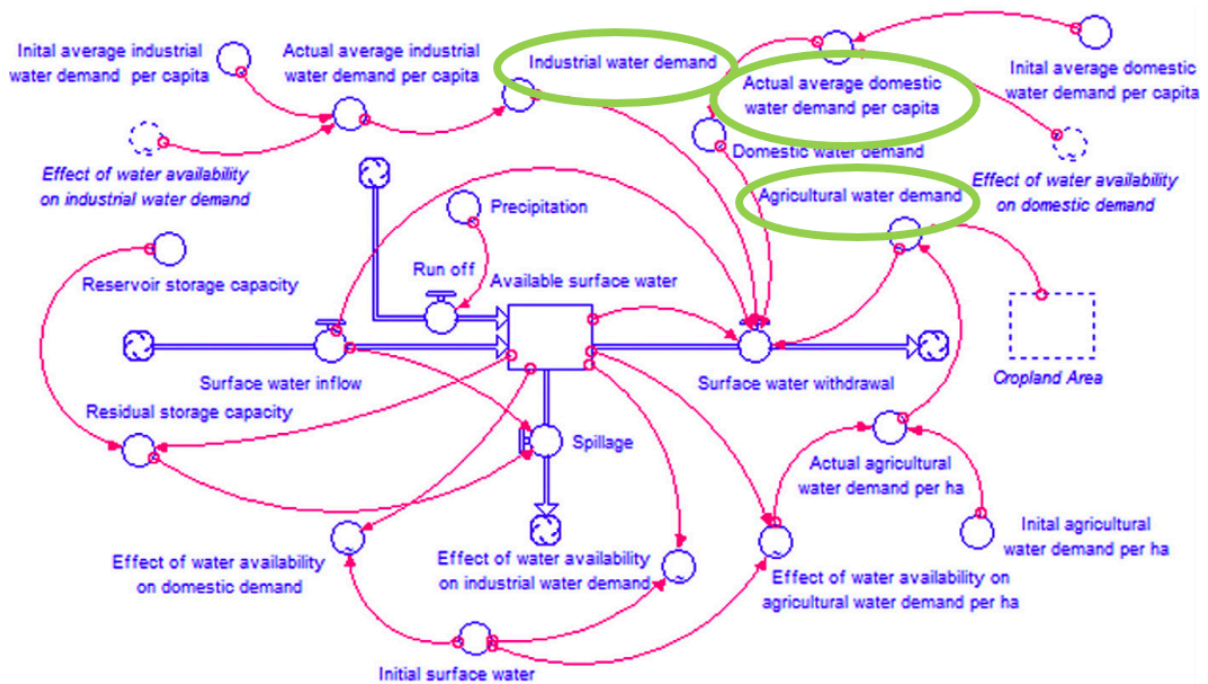 Inital average industrial
water demand per capita
Actual average industrial
water demand per capita
Industrial water demand
Actual average domestic
water demand per capita
Inital average domestic
water demand per capita
Effect of water availability
on industrial water demand
Domestic water demand
Effect of water availability
on domestic demand
Agricultural water demand
Precipitation
Reservoir storage capacity
Run off
Available surface water
Surface water inflow
Surface water withdrawal
Cropland Area
Residual storage capacity
Spillage
Actual agricultural
water demand per ha
Inital agricultural
water demand per ha
Effect of water availability
on domestic demand
Effect of water availability
on industrial water demand
Effect of water availability on
agricultural water demand per ha
Initial surface water